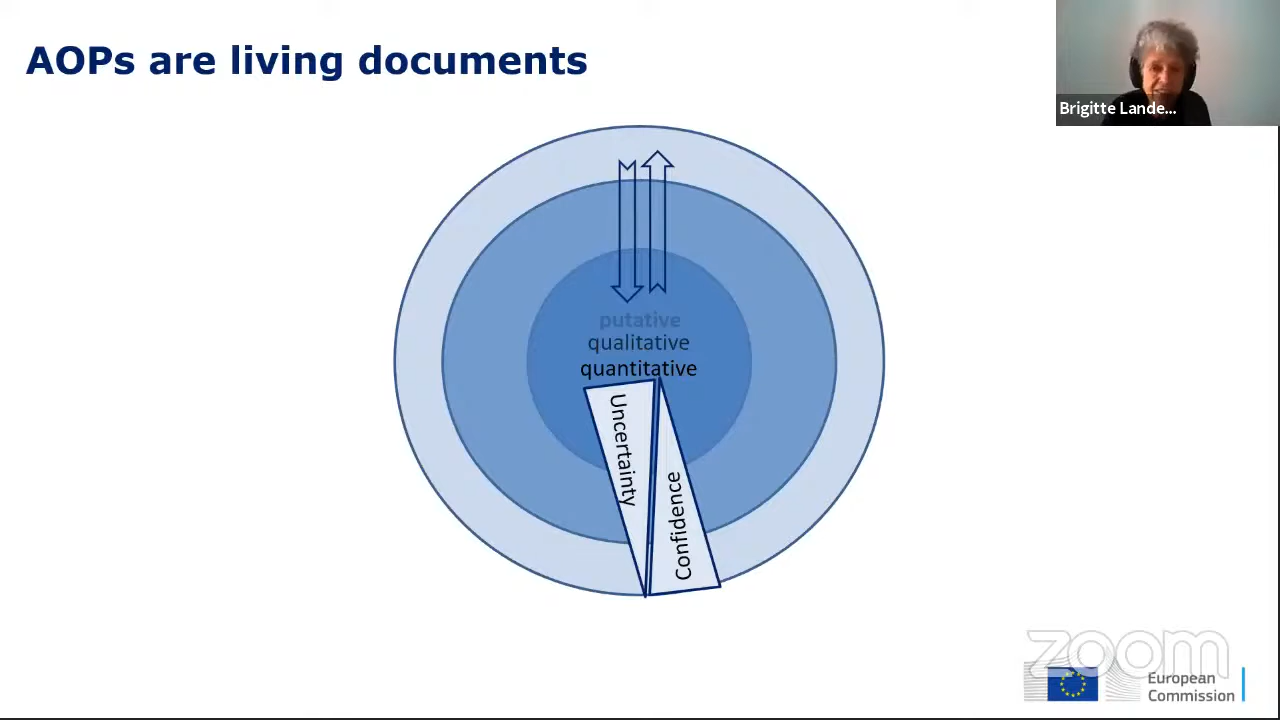 AOPs are living documents
Brigitte Lande...
putative
qualitative
quantitative
Uncertainty
Confidence
zoom
European
Commission